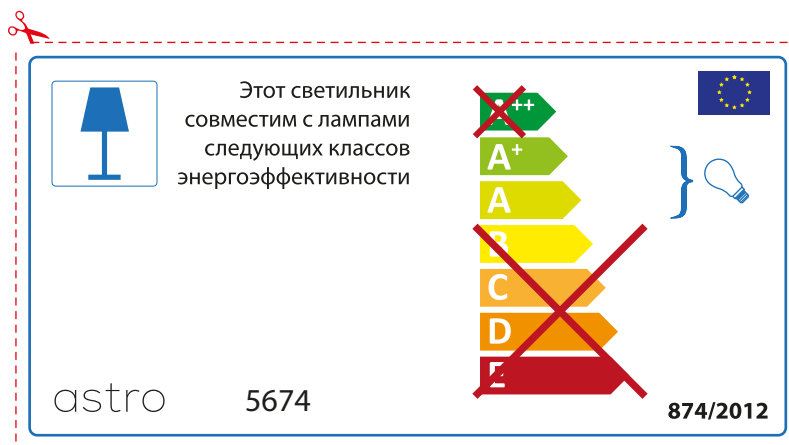 Этот светильник
совместим с лампами
следующих классов
энергоэффективности
A++
A+
A
B
C
D
E
astro
5674
874/2012